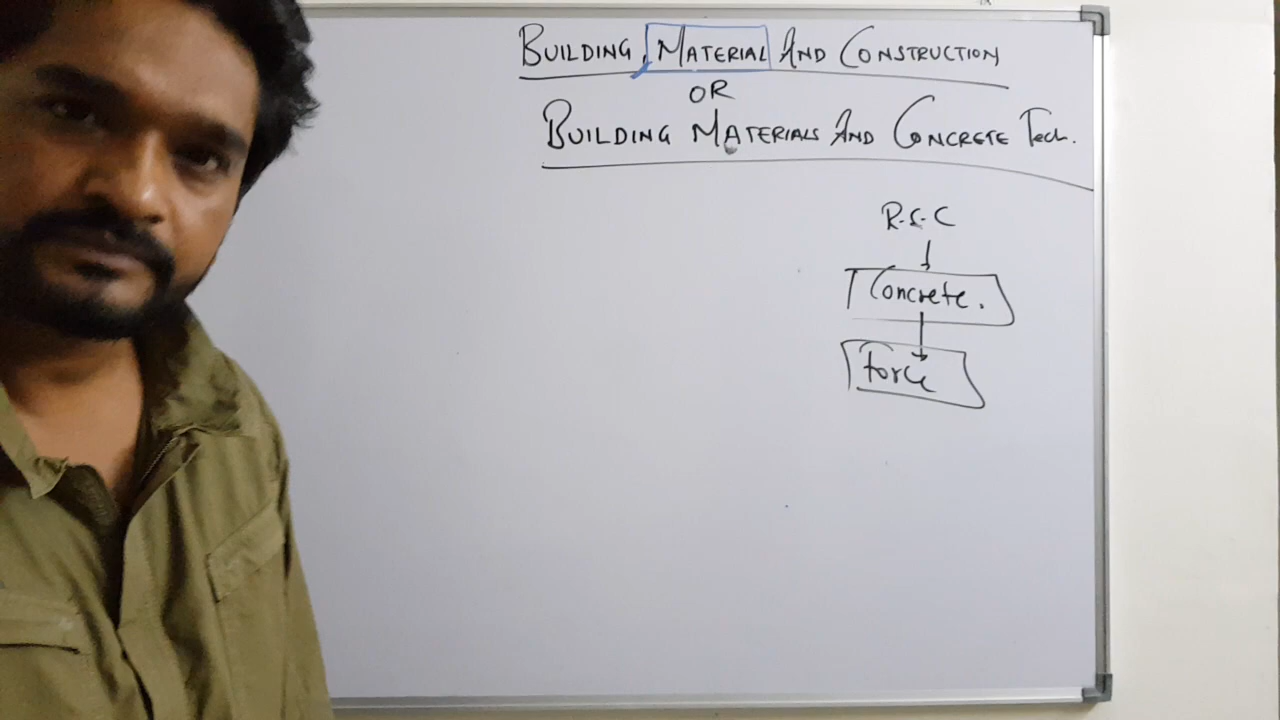 BUILDING, MATERIAL AND CONSTRUCTION
OR
BUILDING MATERIALS AND CONCRETE Tech.
R.S.C
Concrete.
force